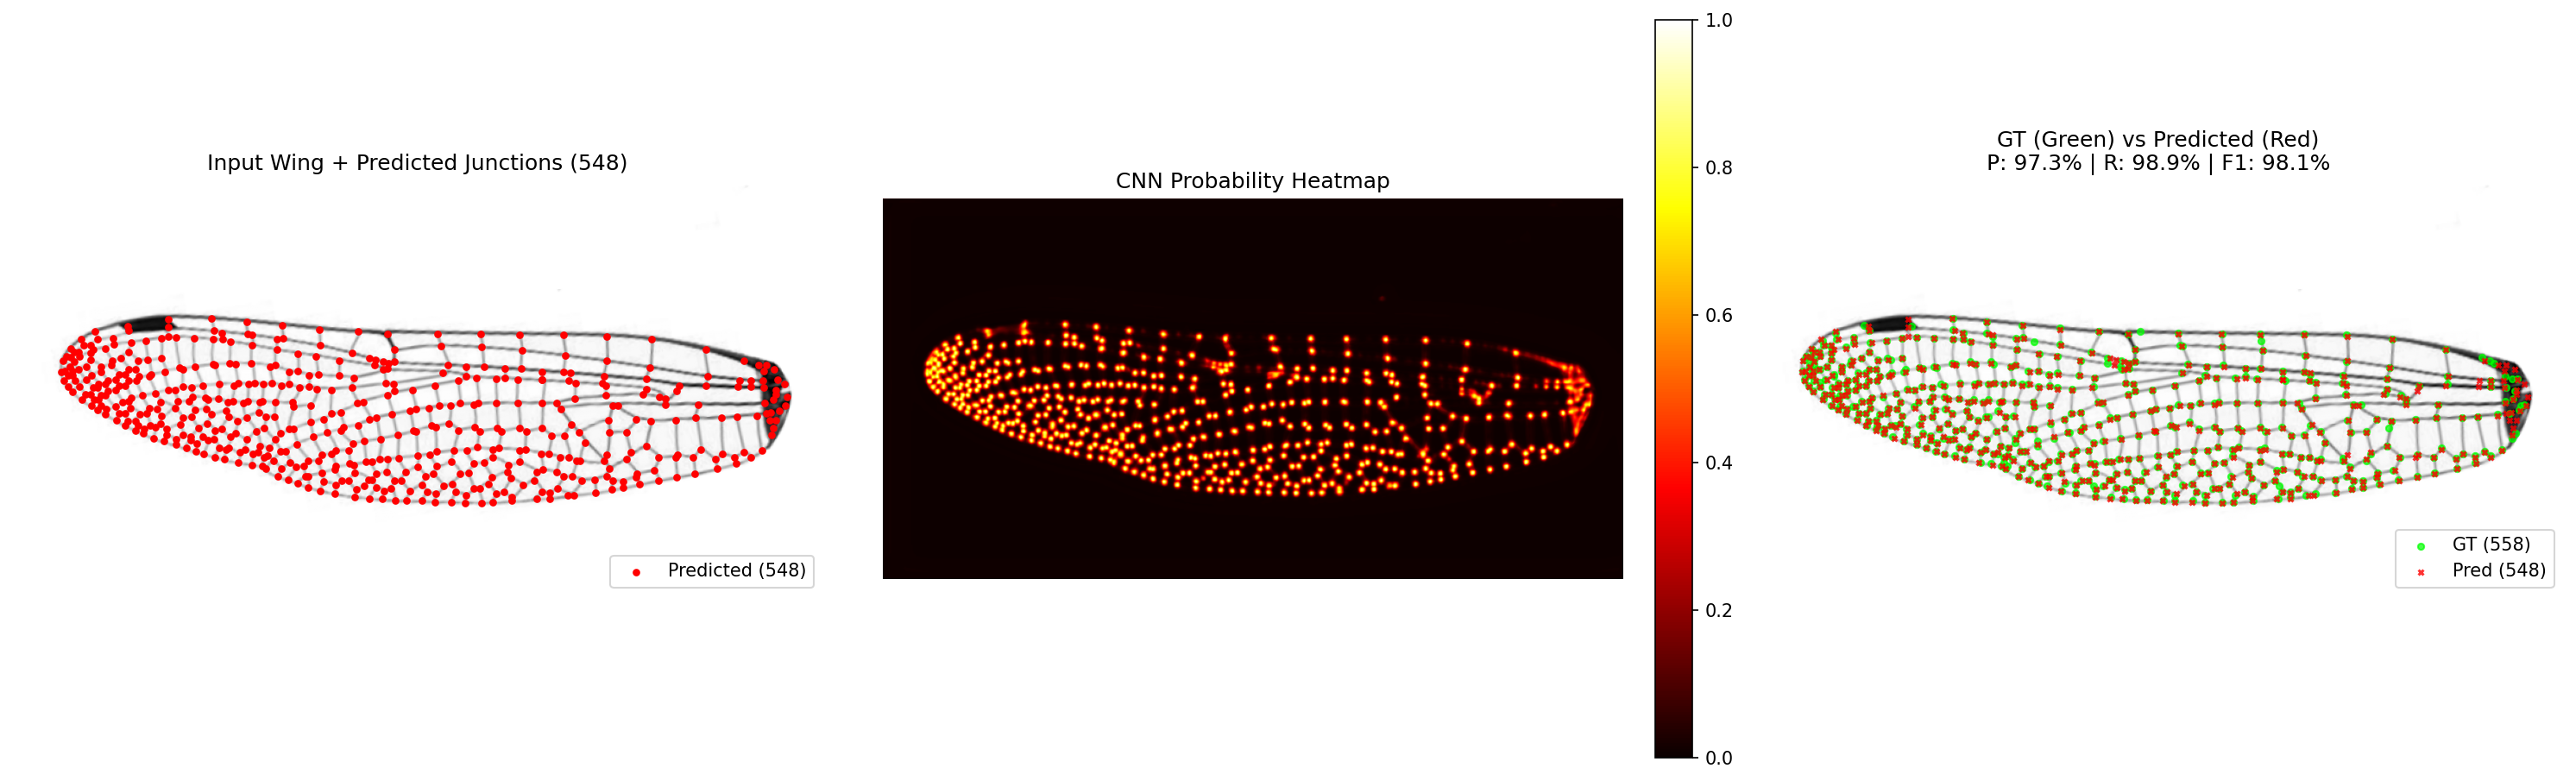 Input Wing + Predicted Junctions (548)
Predicted (548)
CNN Probability Heatmap
1.0
0.8
0.6
0.4
0.2
0.0
GT (Green) vs Predicted (Red)
P: 97.3% | R: 98.9% | F1: 98.1%
GT (558)
Pred (548)